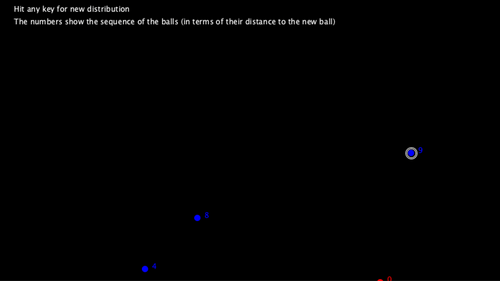 Hit any key for new distribution
The numbers show the sequence of the balls (in terms of their distance to the new ball)